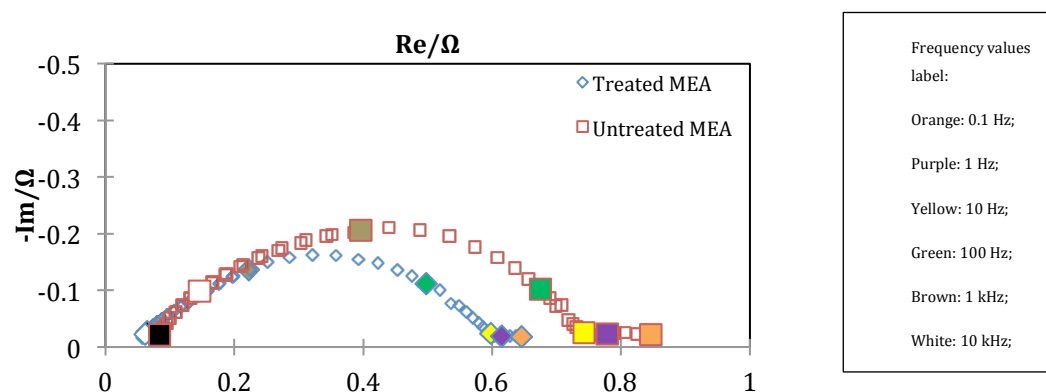 Re/Ω
-Im/Ω
-0.5
-0.4
-0.3
-0.2
-0.1
0
0
0.2
0.4
0.6
0.8
1
Treated MEA
Untreated MEA
Frequency values
label:
Orange: 0.1 Hz;
Purple: 1 Hz;
Yellow: 10 Hz;
Green: 100 Hz;
Brown: 1 kHz;
White: 10 kHz;